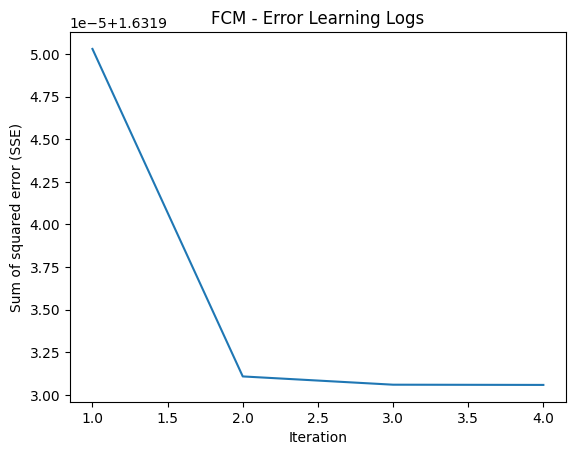 FCM - Error Learning Logs
1e−5+1.6319
5.00
4.75
4.50
4.25
4.00
3.75
3.50
3.25
3.00
Sum of squared error (SSE)
1.0 1.5 2.0 2.5 3.0 3.5 4.0
Iteration